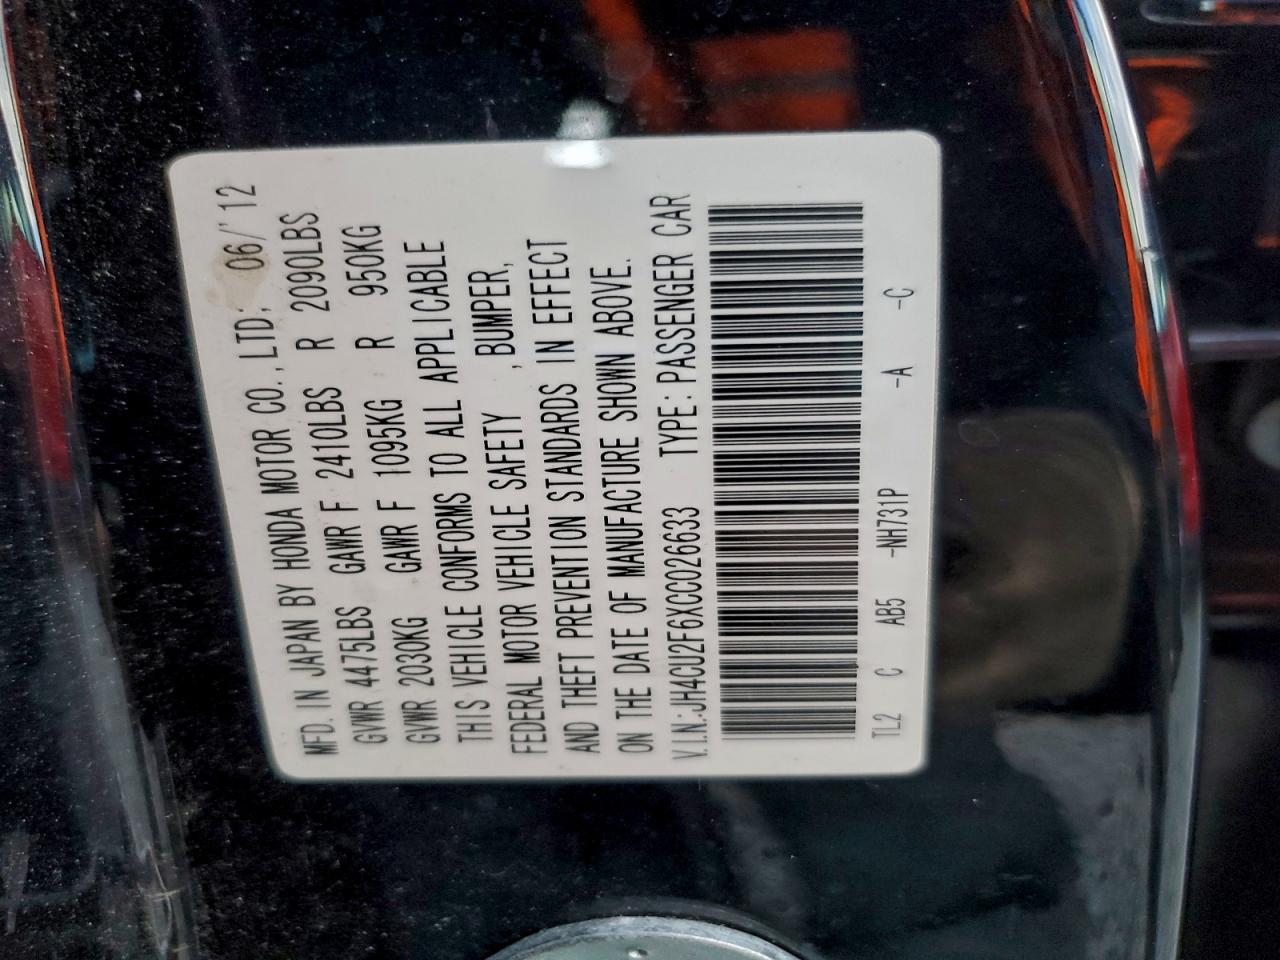 MFD. IN JAPAN BY HONDA MOTOR CO., LTD; 06/'12
GVWR 4475LBS GAWR F 2410LBS R 2090LBS
GVWR 2030KG GAWR F 1095KG R 950KG
THIS VEHICLE CONFORMS TO ALL APPLICABLE
FEDERAL MOTOR VEHICLE SAFETY , BUMPER,
AND THEFT PREVENTION STANDARDS IN EFFECT
ON THE DATE OF MANUFACTURE SHOWN ABOVE.
V.I.N.:JH4CU2F6XCC026633 TYPE: PASSENGER CAR
TL2 C AB5 -NH731P -A -C